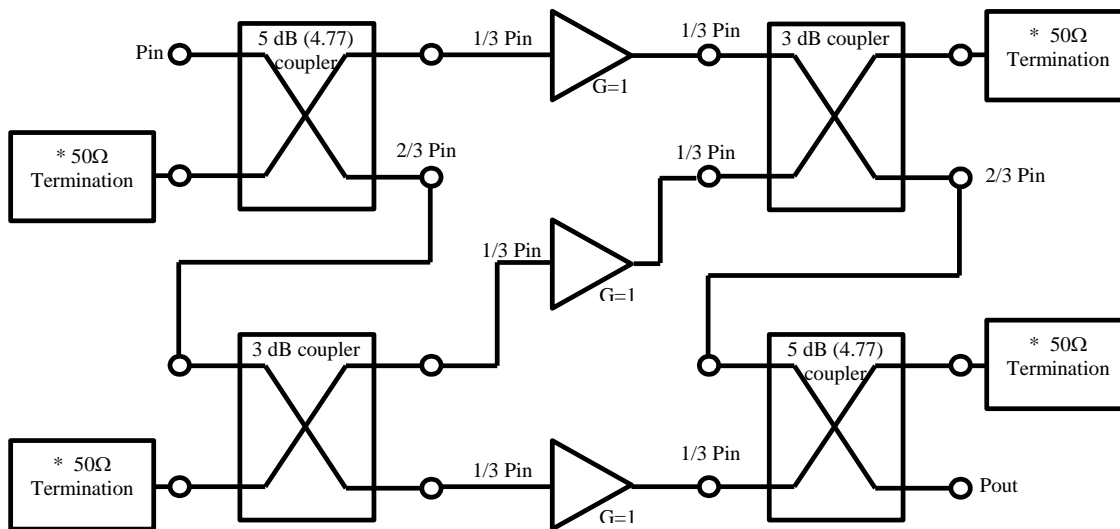 Pin
5 dB (4.77)
coupler
1/3 Pin
G=1
1/3 Pin
3 dB coupler
* 50Ω
Termination
* 50Ω
Termination
2/3 Pin
1/3 Pin
2/3 Pin
1/3 Pin
G=1
3 dB coupler
5 dB (4.77)
coupler
* 50Ω
Termination
* 50Ω
Termination
1/3 Pin
G=1
1/3 Pin
Pout